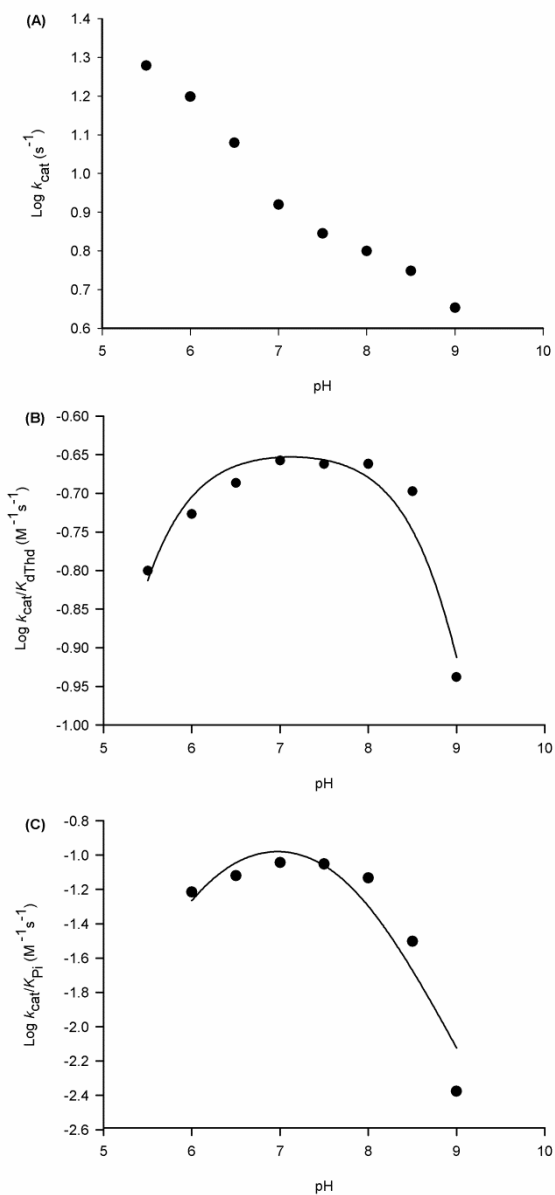 (A)
1.4
1.3
1.2
1.1
1.0
0.9
0.8
0.7
0.6
Log kcat (s⁻¹)
5 6 7 8 9 10
pH
(B)
-0.60
-0.65
-0.70
-0.75
-0.80
-0.85
-0.90
-0.95
-1.00
Log kcat/KdThd (M⁻¹s⁻¹)
5 6 7 8 9 10
pH
(C)
-0.8
-1.0
-1.2
-1.4
-1.6
-1.8
-2.0
-2.2
-2.4
-2.6
Log kcat/KPi (M⁻¹s⁻¹)
5 6 7 8 9 10
pH